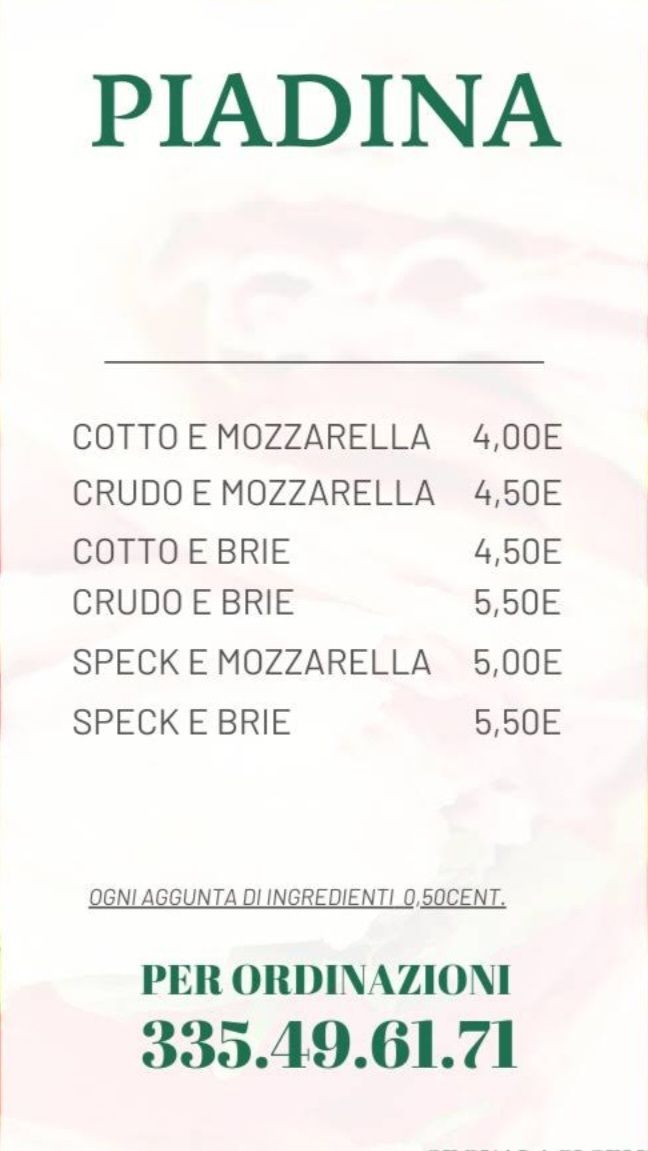 PIADINA
COTTO E MOZZARELLA 4,00E
CRUDO E MOZZARELLA 4,50E
COTTO E BRIE 4,50E
CRUDO E BRIE 5,50E
SPECK E MOZZARELLA 5,00E
SPECK E BRIE 5,50E
OGNI AGGUNTA DI INGREDIENTI 0,50CENT.
PER ORDINAZIONI
335.49.61.71